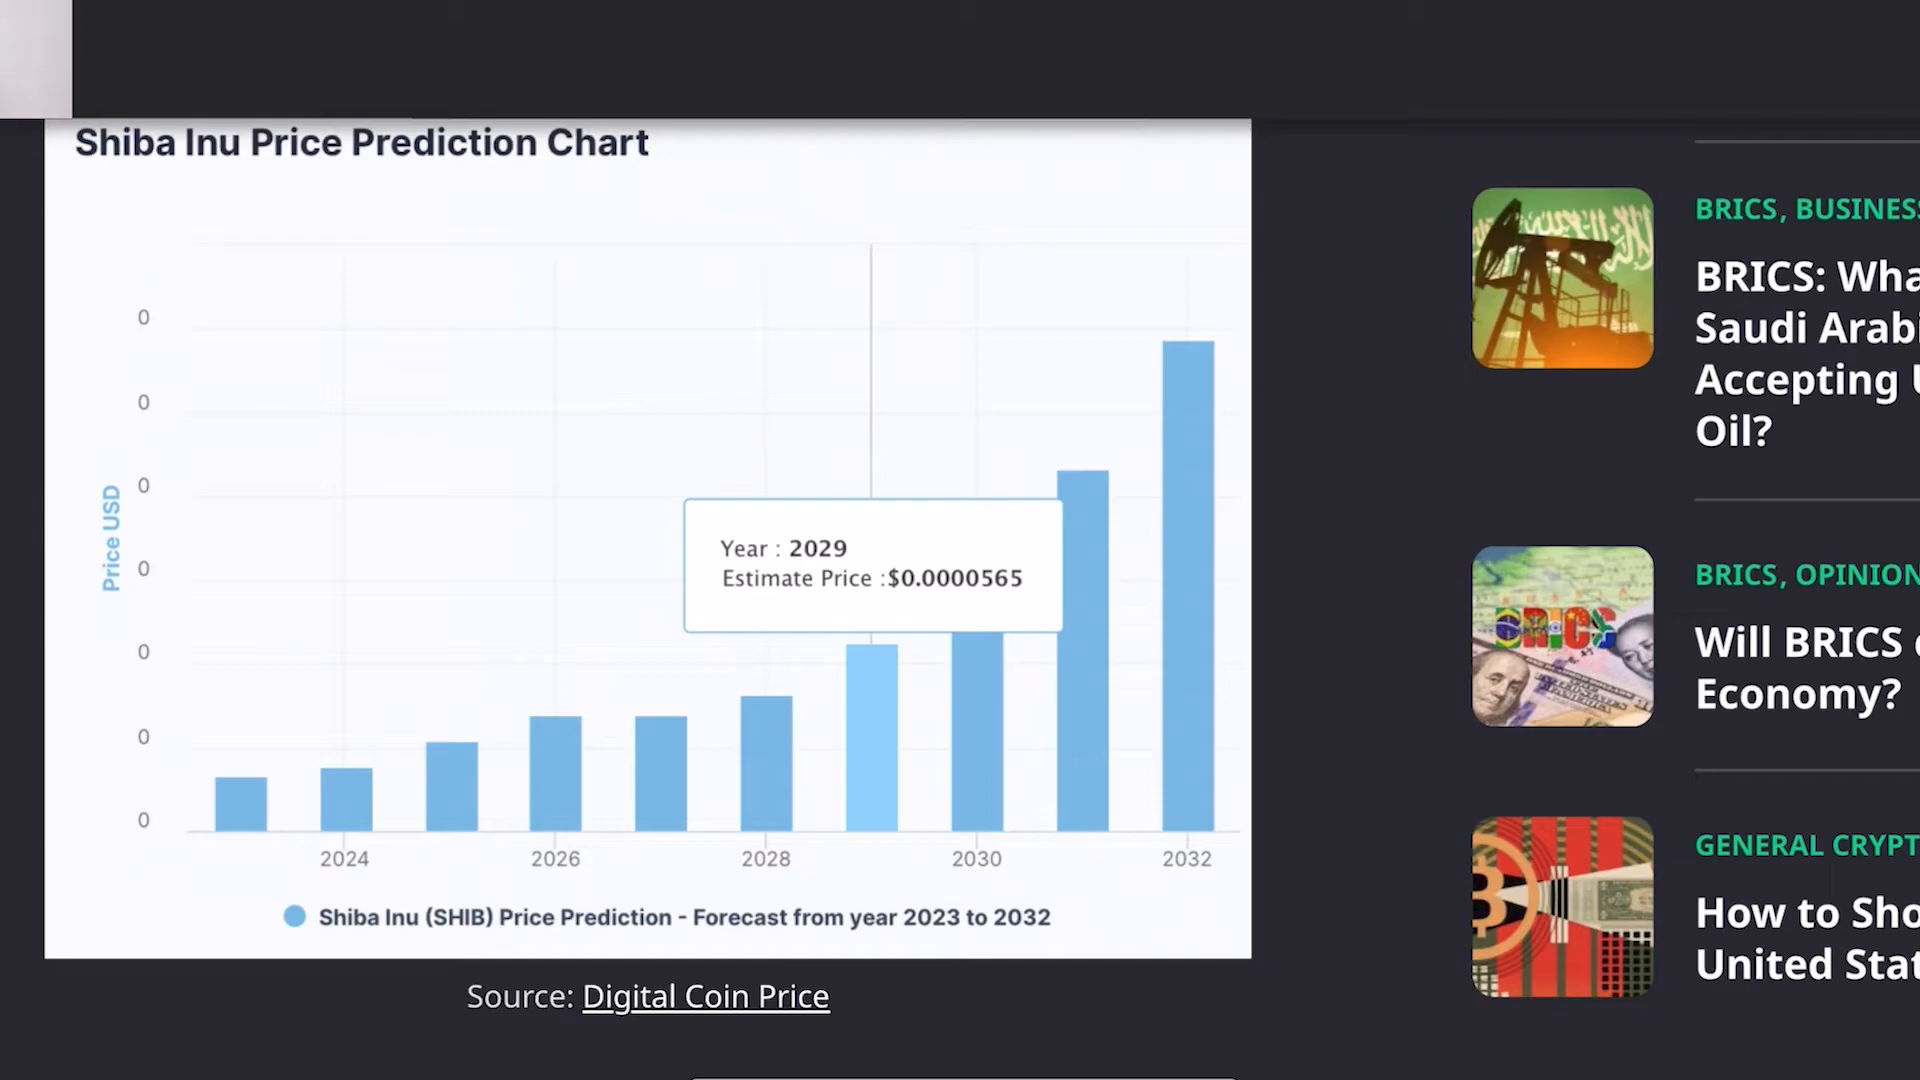 Shiba Inu Price Prediction Chart
0
0
0
0
0
0
0
Price USD
Year : 2029
Estimate Price :$0.0000565
2024
2026
2028
2030
2032
Shiba Inu (SHIB) Price Prediction - Forecast from year 2023 to 2032
Source: Digital Coin Price
BRICS, BUSINESS
BRICS: Wha
Saudi Arabi
Accepting U
Oil?
BRICS, OPINION
Will BRICS
Economy?
BRICS
GENERAL CRYPT
How to Sho
United Stat